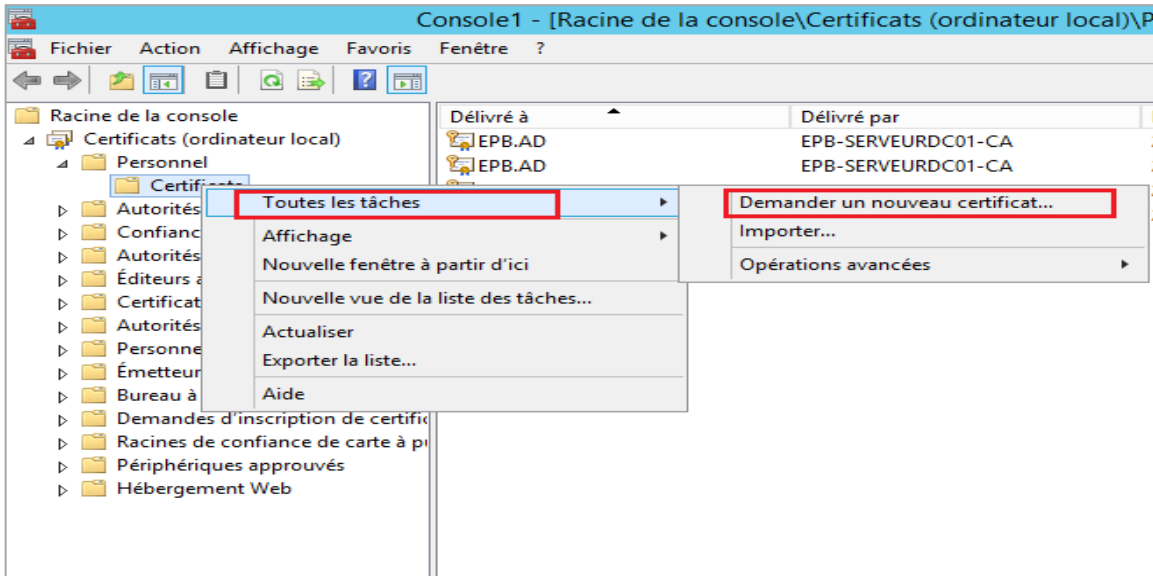 Console1 - [Racine de la console\Certificats (ordinateur local)\P
Fichier Action Affichage Favoris Fenêtre ?
Racine de la console
Certificats (ordinateur local)
Personnel
Autorités
Confianc
Autorités
Éditeurs
Certificat
Autorités
Personne
Émetteur
Bureau à
Demandes d'inscription de certific
Racines de confiance de carte à
Périphériques approuvés
Hébergement Web
Délivré à Délivré par
EPB.AD EPB-SERVEURDC01-CA
EPB.AD EPB-SERVEURDC01-CA
Toutes les tâches
Affichage
Nouvelle fenêtre à partir d'ici
Nouvelle vue de la liste des tâches...
Actualiser
Exporter la liste...
Aide
Demander un nouveau certificat...
Importer...
Opérations avancées